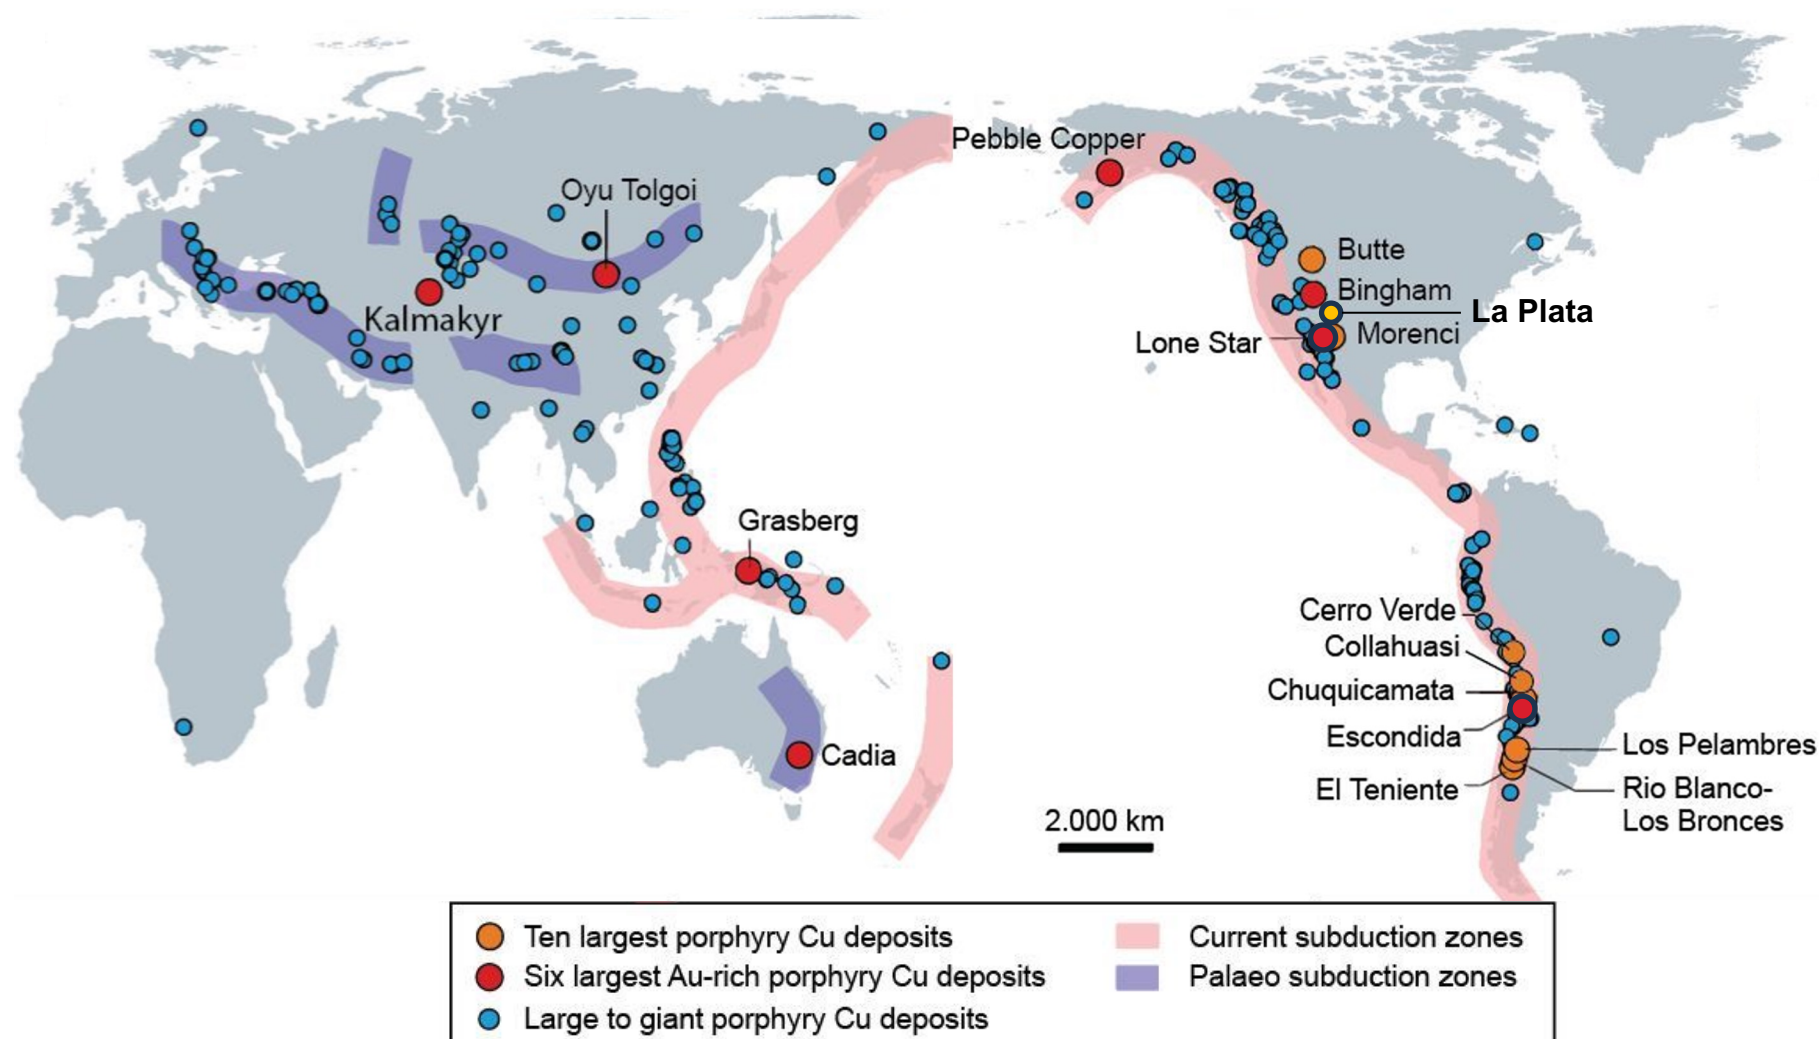 Pebble Copper
Oyu Tolgoi
Kalmakyr
Butte
Bingham
La Plata
Lone Star
Morenci
Grasberg
Cerro Verde
Collahuasi
Chuquicamata
Escondida
Cadia
Los Pelambres
El Teniente
Rio Blanco-
Los Bronces
2.000 km
Ten largest porphyry Cu deposits
Six largest Au-rich porphyry Cu deposits
Large to giant porphyry Cu deposits
Current subduction zones
Palaeo subduction zones